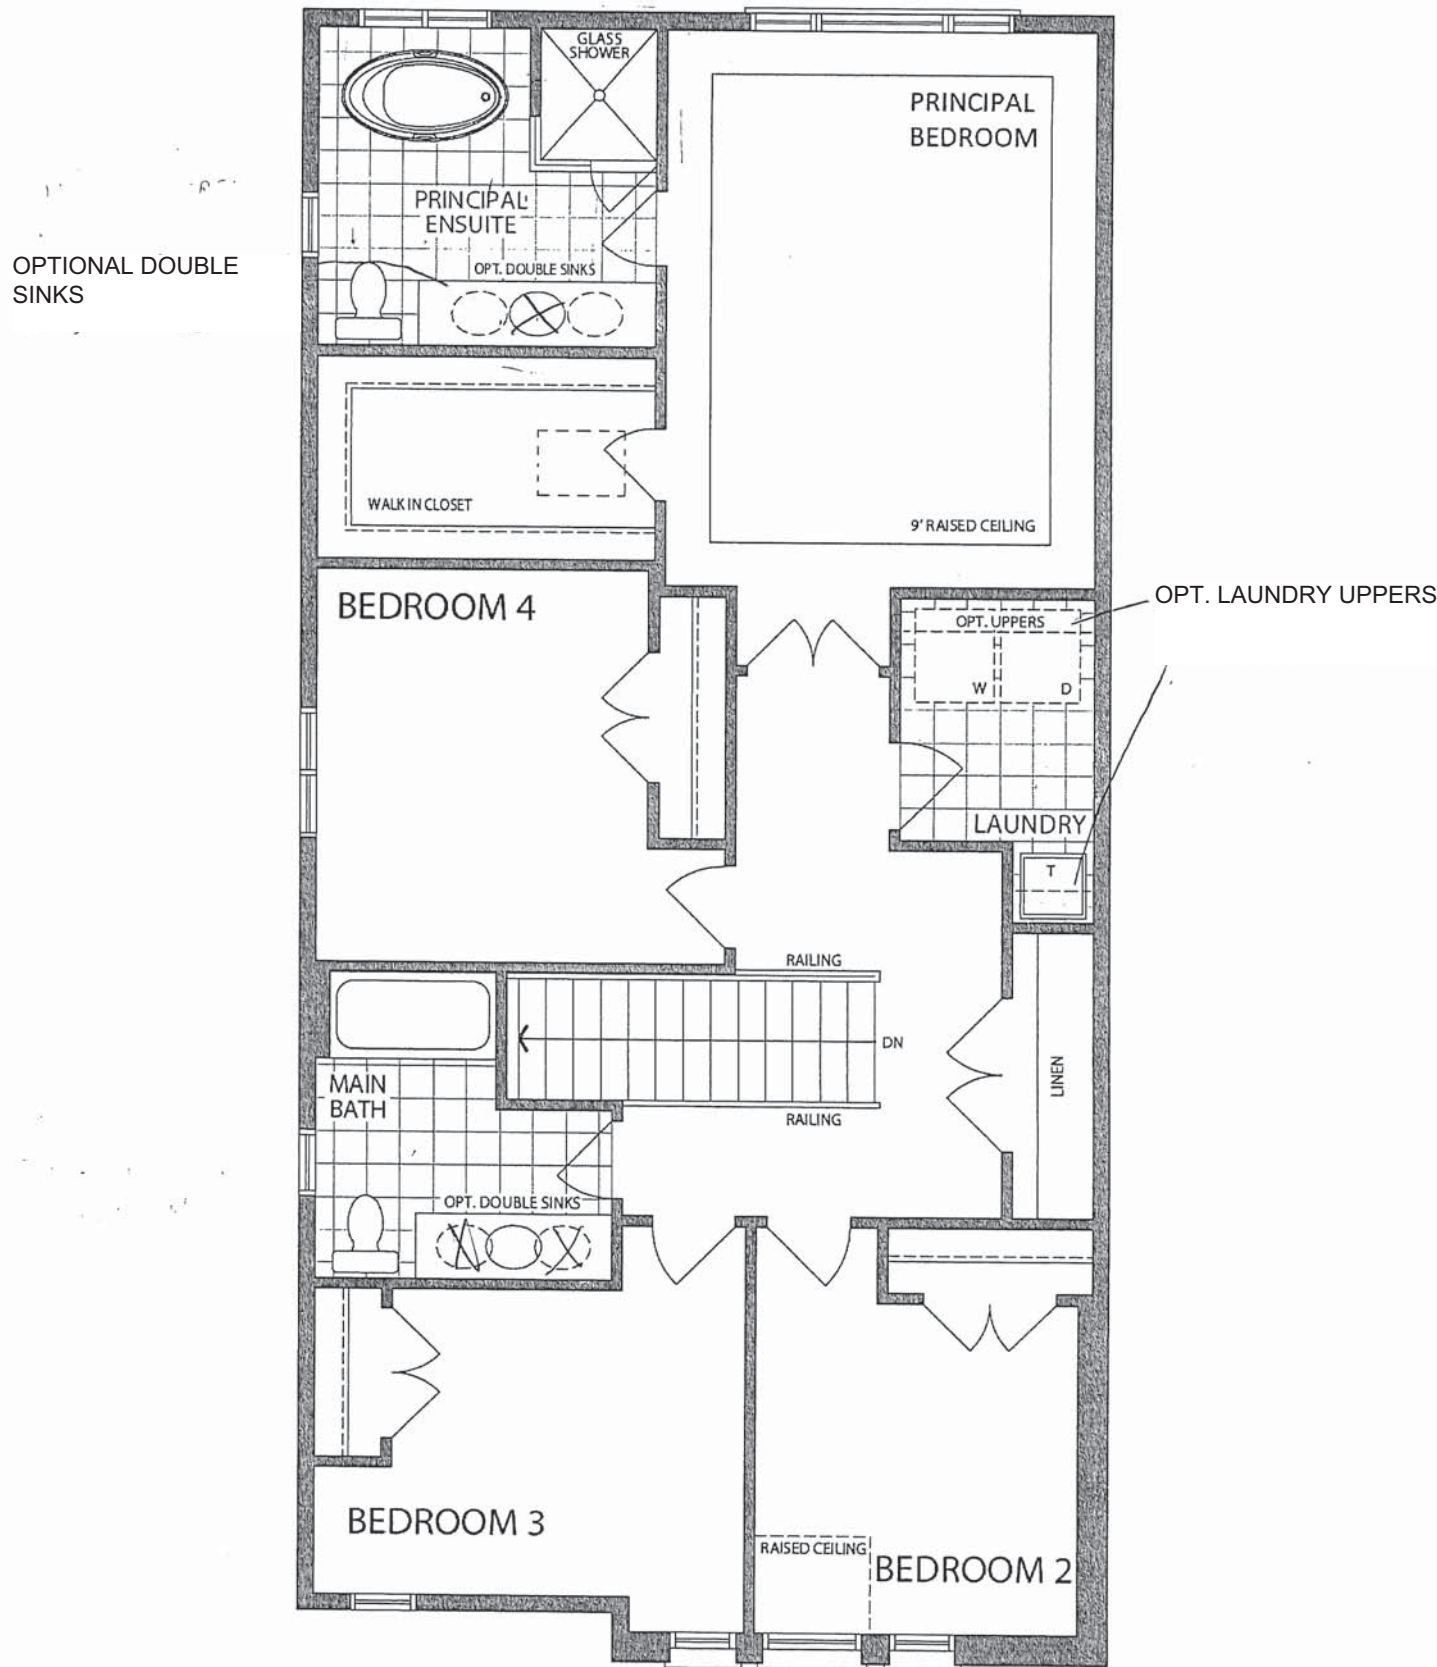 GLASS
SHOWER
PRINCIPAL
BEDROOM
PRINCIPAL
ENSUITE
OPTIONAL DOUBLE
SINKS
OPT. DOUBLE SINKS
WALK IN CLOSET
9' RAISED CEILING
BEDROOM 4
OPT. LAUNDRY UPPERS
OPT. UPPERS
W
D
LAUNDRY
T
RAILING
DN
LINEN
MAIN
BATH
RAILING
OPT. DOUBLE SINKS
BEDROOM 3
RAISED CEILING
BEDROOM 2